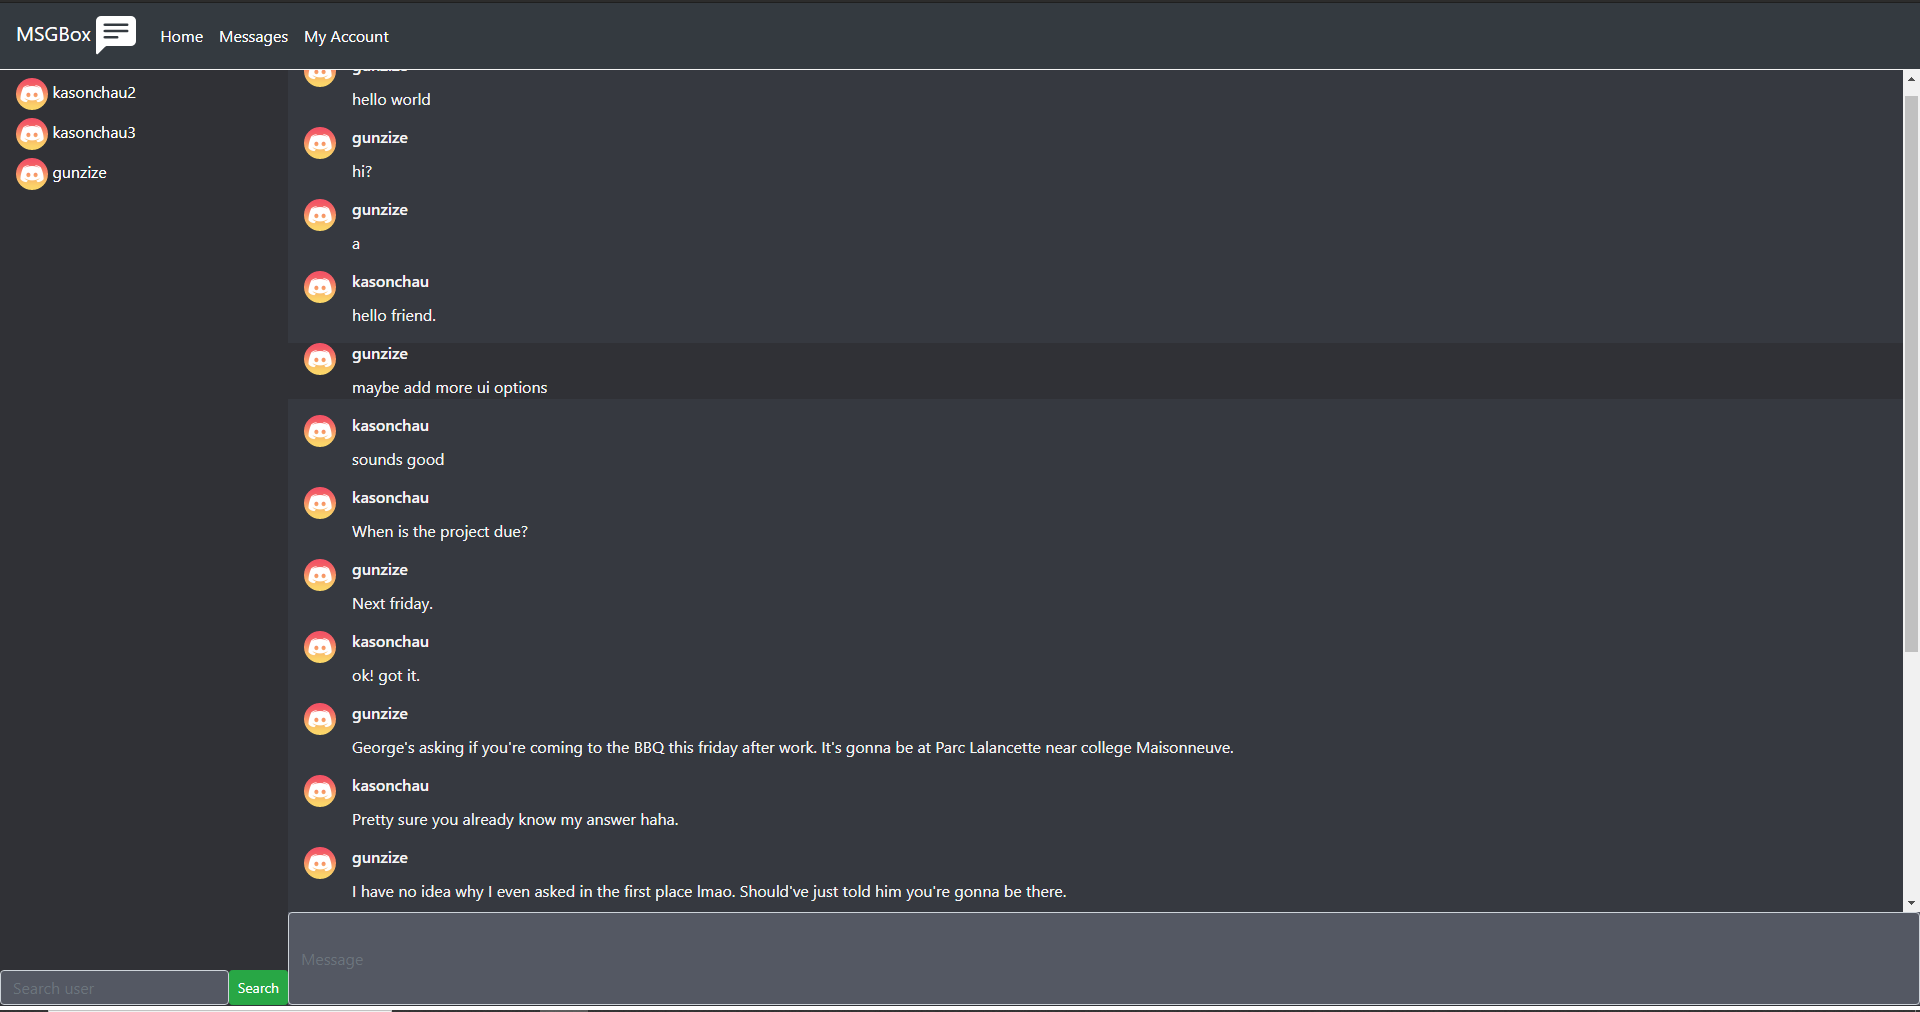 MSGBox
Home Messages My Account
kasonchau2
kasonchau3
gunzize
gunzize
hello world
gunzize
hi?
gunzize
a
kasonchau
hello friend.
gunzize
maybe add more ui options
kasonchau
sounds good
kasonchau
When is the project due?
gunzize
Next friday.
kasonchau
ok! got it.
gunzize
George's asking if you're coming to the BBQ this friday after work. It's gonna be at Parc Lalancette near college Maisonneuve.
kasonchau
Pretty sure you already know my answer haha.
gunzize
I have no idea why I even asked in the first place lmao. Should've just told him you're gonna be there.
Message
Search user
Search